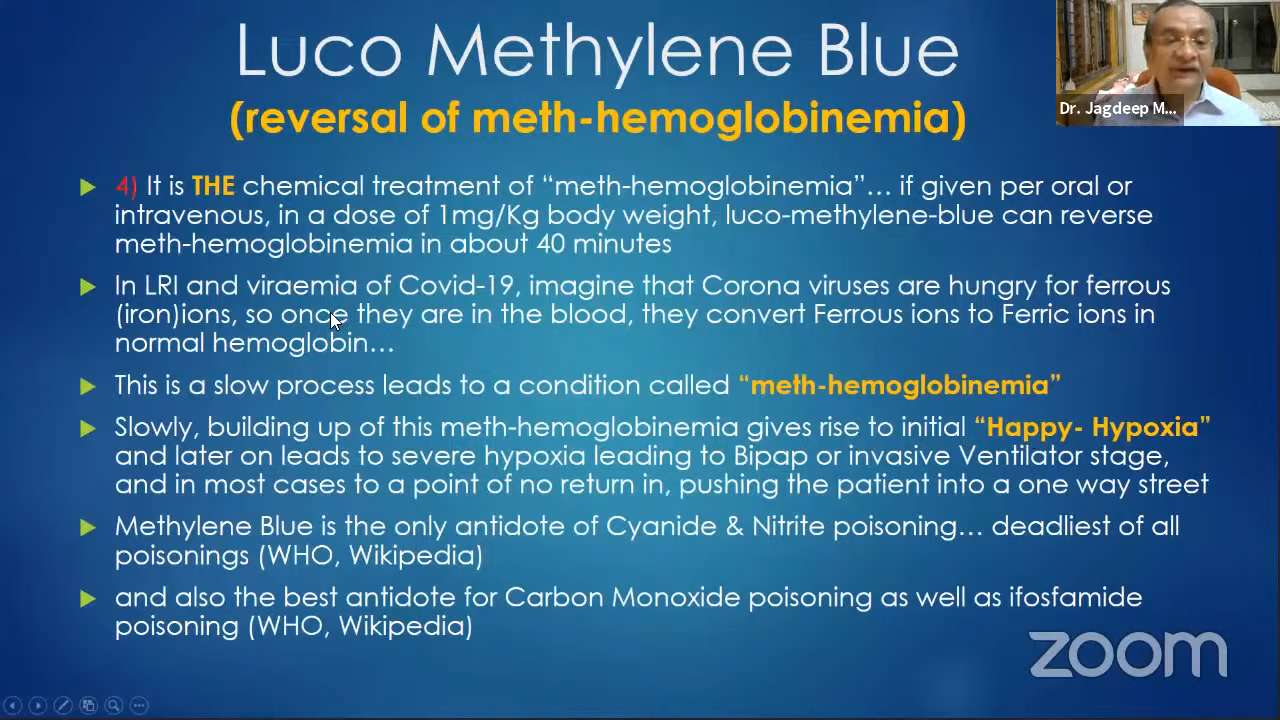 Luco Methylene Blue
(reversal of meth-hemoglobinemia)
Dr. Jagdeep M...
4) It is THE chemical treatment of “meth-hemoglobinemia”… if given per oral or
intravenous, in a dose of 1mg/Kg body weight, luco-methylene-blue can reverse
meth-hemoglobinemia in about 40 minutes
In LRI and viraemia of Covid-19, imagine that Corona viruses are hungry for ferrous
(iron)ions, so once they are in the blood, they convert Ferrous ions to Ferric ions in
normal hemoglobin…
This is a slow process leads to a condition called “meth-hemoglobinemia”
Slowly, building up of this meth-hemoglobinemia gives rise to initial “Happy- Hypoxia”
and later on leads to severe hypoxia leading to Bipap or invasive Ventilator stage,
and in most cases to a point of no return in, pushing the patient into a one way street
Methylene Blue is the only antidote of Cyanide & Nitrite poisoning… deadliest of all
poisonings (WHO, Wikipedia)
and also the best antidote for Carbon Monoxide poisoning as well as ifosfamide
poisoning (WHO, Wikipedia)
zoom